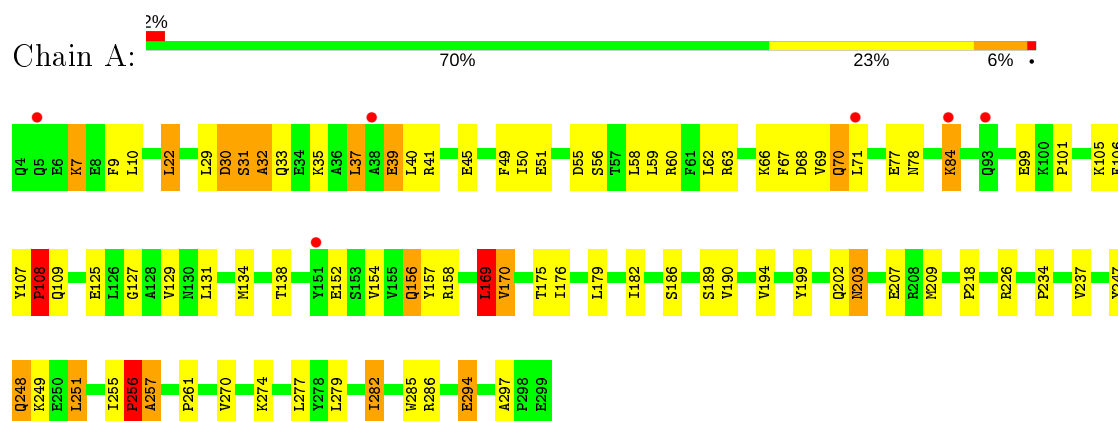 2%
Chain A:
70% 23% 6% •
Q4 Q5 E6 K7 E8 F9 L10 L22 L29 D30 S31 A32 Q33 E34 K35 A36 L37 A38 E39 L40 R41 E45 F49 I50 E51 D55 S56 T57 L58 L59 R60 F61 L62 R63 K66 F67 D68 V69 Q70 L71 E77 N78 K84 Q93 E99 K100 P101 K105
Y107 P108 Q109 E125 L126 G127 A128 V129 N130 L131 M134 T138 Y151 E152 S153 V154 V155 Q156 Y157 R158 L169 V170 T175 I176 L179 I182 S186 S189 V190 V194 Y199 Q202 N203 E207 R208 M209 P218 R226 P234 V237
Q248 K249 E250 L251 I255 P256 A257 P261 V270 K274 L277 Y278 L279 I282 W285 R286 E294 A297 P298 E299